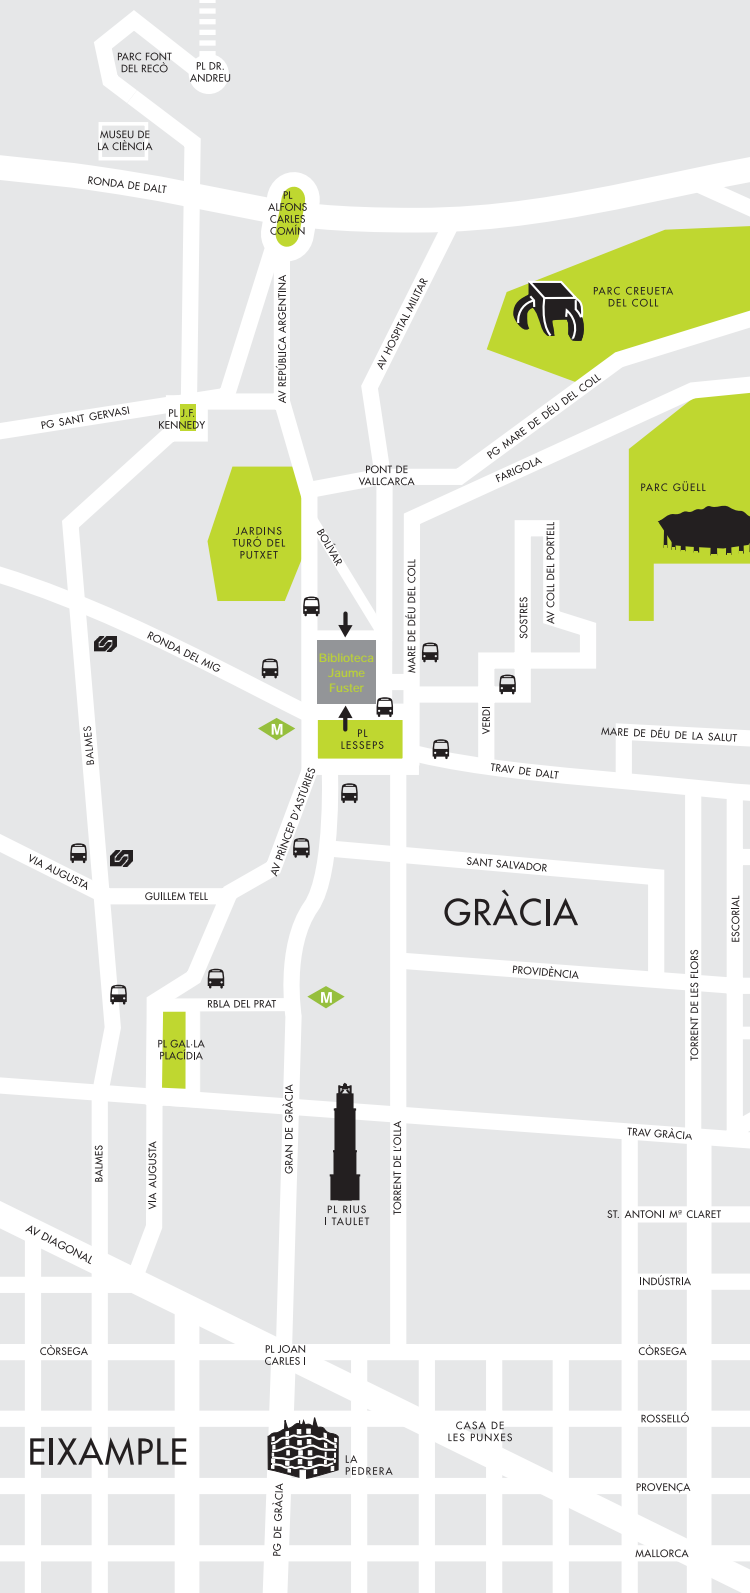 PARC FONT
DEL RECÒ
PL DR.
ANDREU
MUSEU DE
LA CIÈNCIA
RONDA DE DALT
PL
ALFONS
CARLES
COMÍN
AV REPÚBLICA ARGENTINA
AV HOSPITAL MILITAR
PARC CREUETA
DEL COLL
PG SANT GERVASI
PL J.F.
KENNEDY
PG MARE DE DÉU DEL COLL
FARIGOLA
PONT DE
VALLCARCA
PARC GÜELL
JARDINS
TURÓ DEL
PUTXET
BOLÍVAR
MARE DE DÉU DEL COLL
SOSTRES
AV COLL DEL PORTELL
RONDA DEL MIG
Biblioteca
Jaume
Fuster
VERDI
M
PL
LESSEPS
MARE DE DÉU DE LA SALUT
BALMES
TRAV DE DALT
AV PRÍNCEP D'ASTÚRIES
VIA AUGUSTA
SANT SALVADOR
GUILLEM TELL
GRÀCIA
ESCORIAL
PROVIDÈNCIA
TORRENT DE LES FLORS
RBLA DEL PRAT
M
PL GAL·LA
PLACÍDIA
GRAN DE GRÀCIA
TORRENT DE L'OLLA
TRAV GRÀCIA
BALMES
VIA AUGUSTA
PL RIUS
I TAULET
ST. ANTONI Mº CLARET
AV DIAGONAL
INDÚSTRIA
CÒRSEGA
PL JOAN
CARLES I
CÒRSEGA
ROSSELLÓ
CASA DE
LES PUNXES
EIXAMPLE
LA
PEDRERA
PROVENÇA
PG DE GRÀCIA
MALLORCA